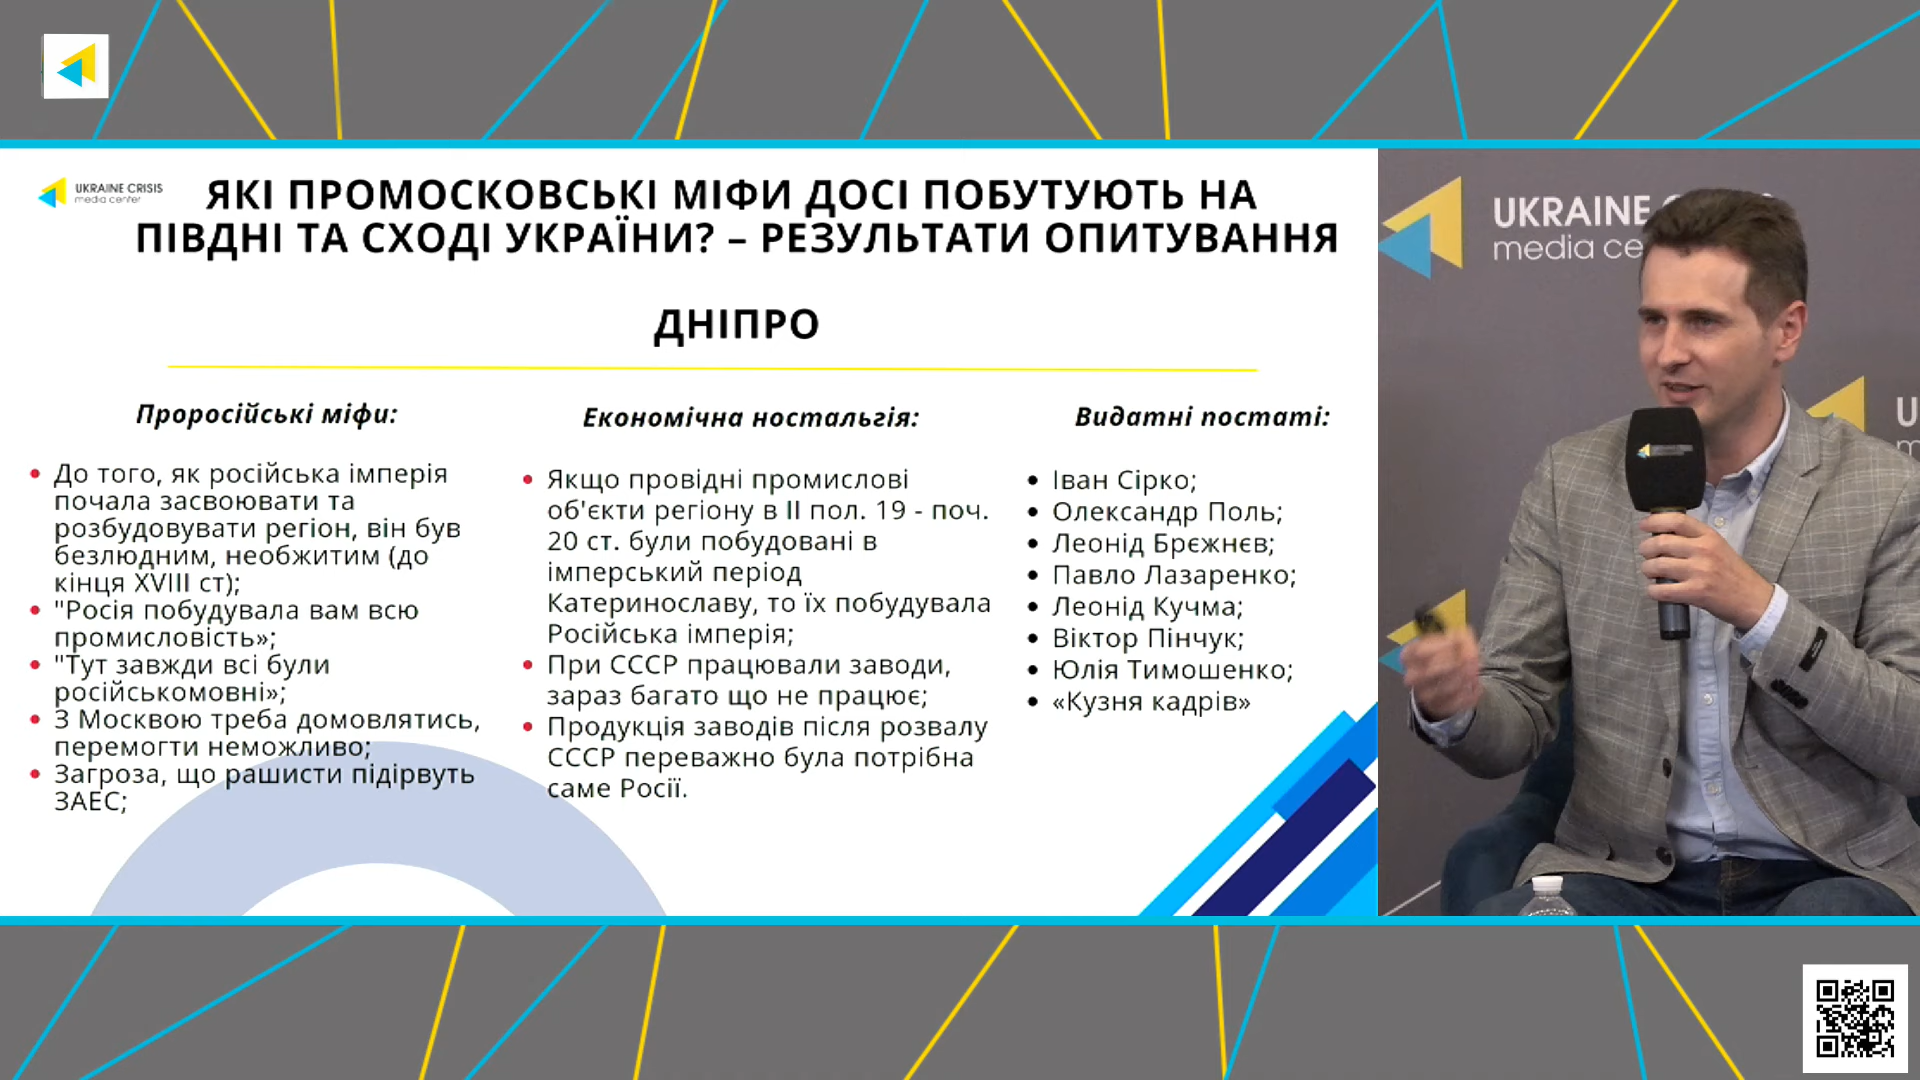 UKRAINE CRISIS
media center
ЯКІ ПРОМОСКОВСЬКІ МІФИ ДОСІ ПОБУТУЮТЬ НА
ПІВДНІ ТА СХОДІ УКРАЇНИ? – РЕЗУЛЬТАТИ ОПИТУВАННЯ
ДНІПРО
Проросійські міфи:
До того, як російська імперія
почала засвоювати та
розбудовувати регіон, він був
безлюдним, необжитим (до
кінця XVIII ст);
"Росія побудувала вам всю
промисловість»;
"Тут завжди всі були
російськомовні»;
З Москвою треба домовлятись,
перемогти неможливо;
Загроза, що рашисти підірвуть
ЗАЕС;
Економічна ностальгія:
Якщо провідні промислові
об'єкти регіону в ІІ пол. 19 - поч.
20 ст. були побудовані в
імперський період
Катеринославу, то їх побудувала
Російська імперія;
При СССР працювали заводи,
зараз багато що не працює;
Продукція заводів після розвалу
СССР переважно була потрібна
саме Росії.
Видатні постаті:
Іван Сірко;
Олександр Поль;
Леонід Брєжнєв;
Павло Лазаренко;
Леонід Кучма;
Віктор Пінчук;
Юлія Тимошенко;
«Кузня кадрів»
UKRAINE
media ce
U